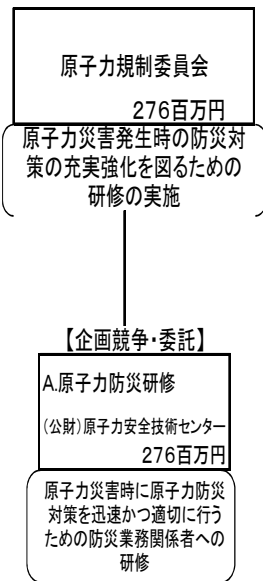 原子力規制委員会
276百万円
原子力災害発生時の防災対
策の充実強化を図るための
研修の実施
【企画競争・委託】
A.原子力防災研修
(公財)原子力安全技術センター
276百万円
原子力災害時に原子力防災
対策を迅速かつ適切に行う
ための防災業務関係者への
研修